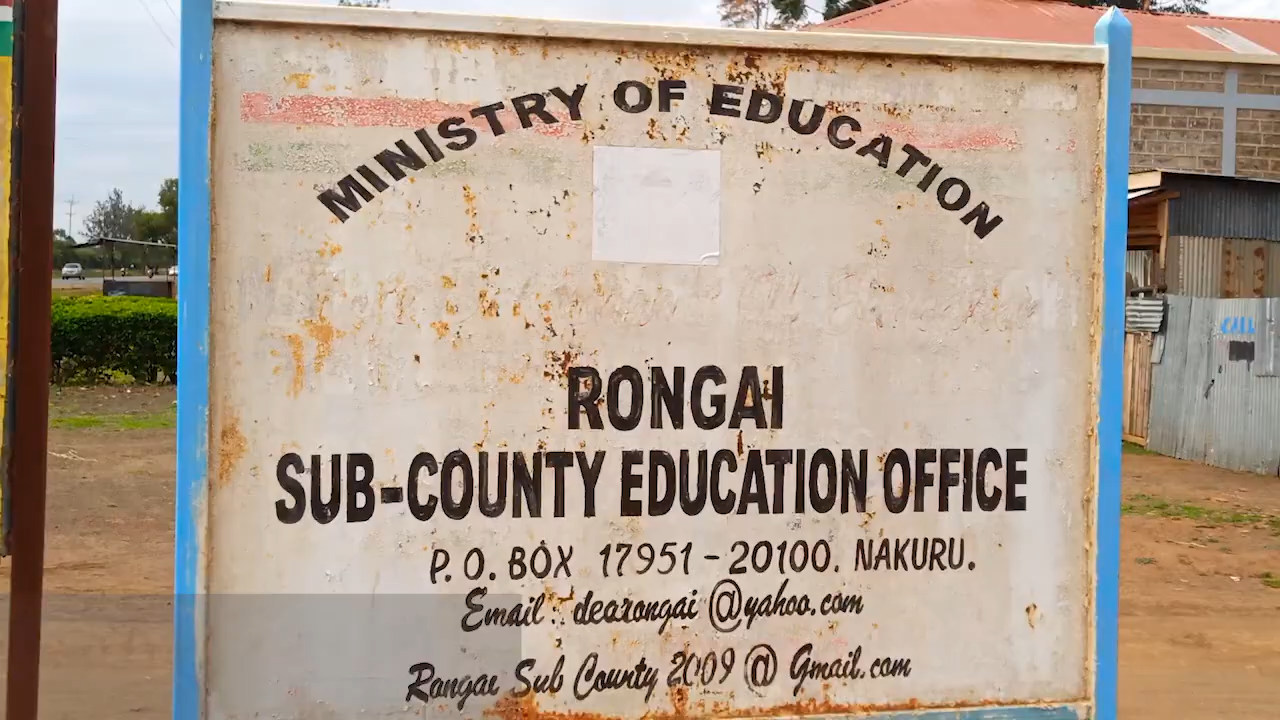 MINISTRY OF EDUCATION
RONGAI
SUB-COUNTY EDUCATION OFFICE
P.O. BOX 17951-20100. NAKURU.
Email: dearongai @yahoo.com
Rongai Sub County 2009 @ Gmail.com